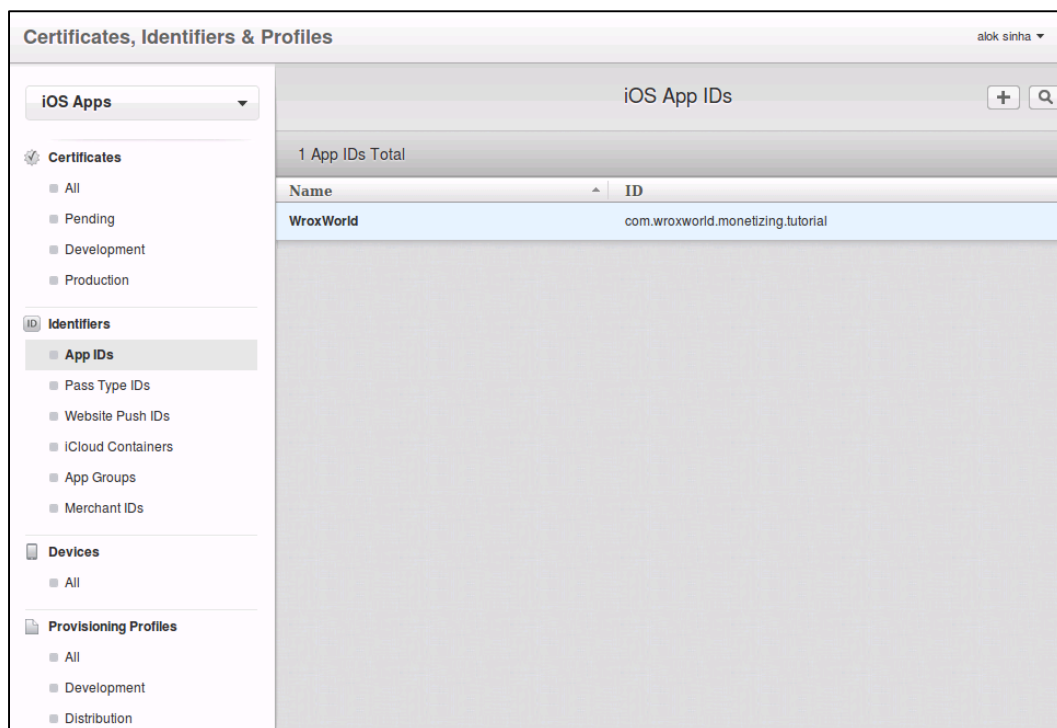 Certificates, Identifiers & Profiles
alok sinha
iOS Apps
Certificates
All
Pending
Development
Production
ID Identifiers
App IDs
Pass Type IDs
Website Push IDs
iCloud Containers
App Groups
Merchant IDs
Devices
All
Provisioning Profiles
All
Development
Distribution
iOS App IDs
1 App IDs Total
Name ID
WroxWorld com.wroxworld.monetizing.tutorial